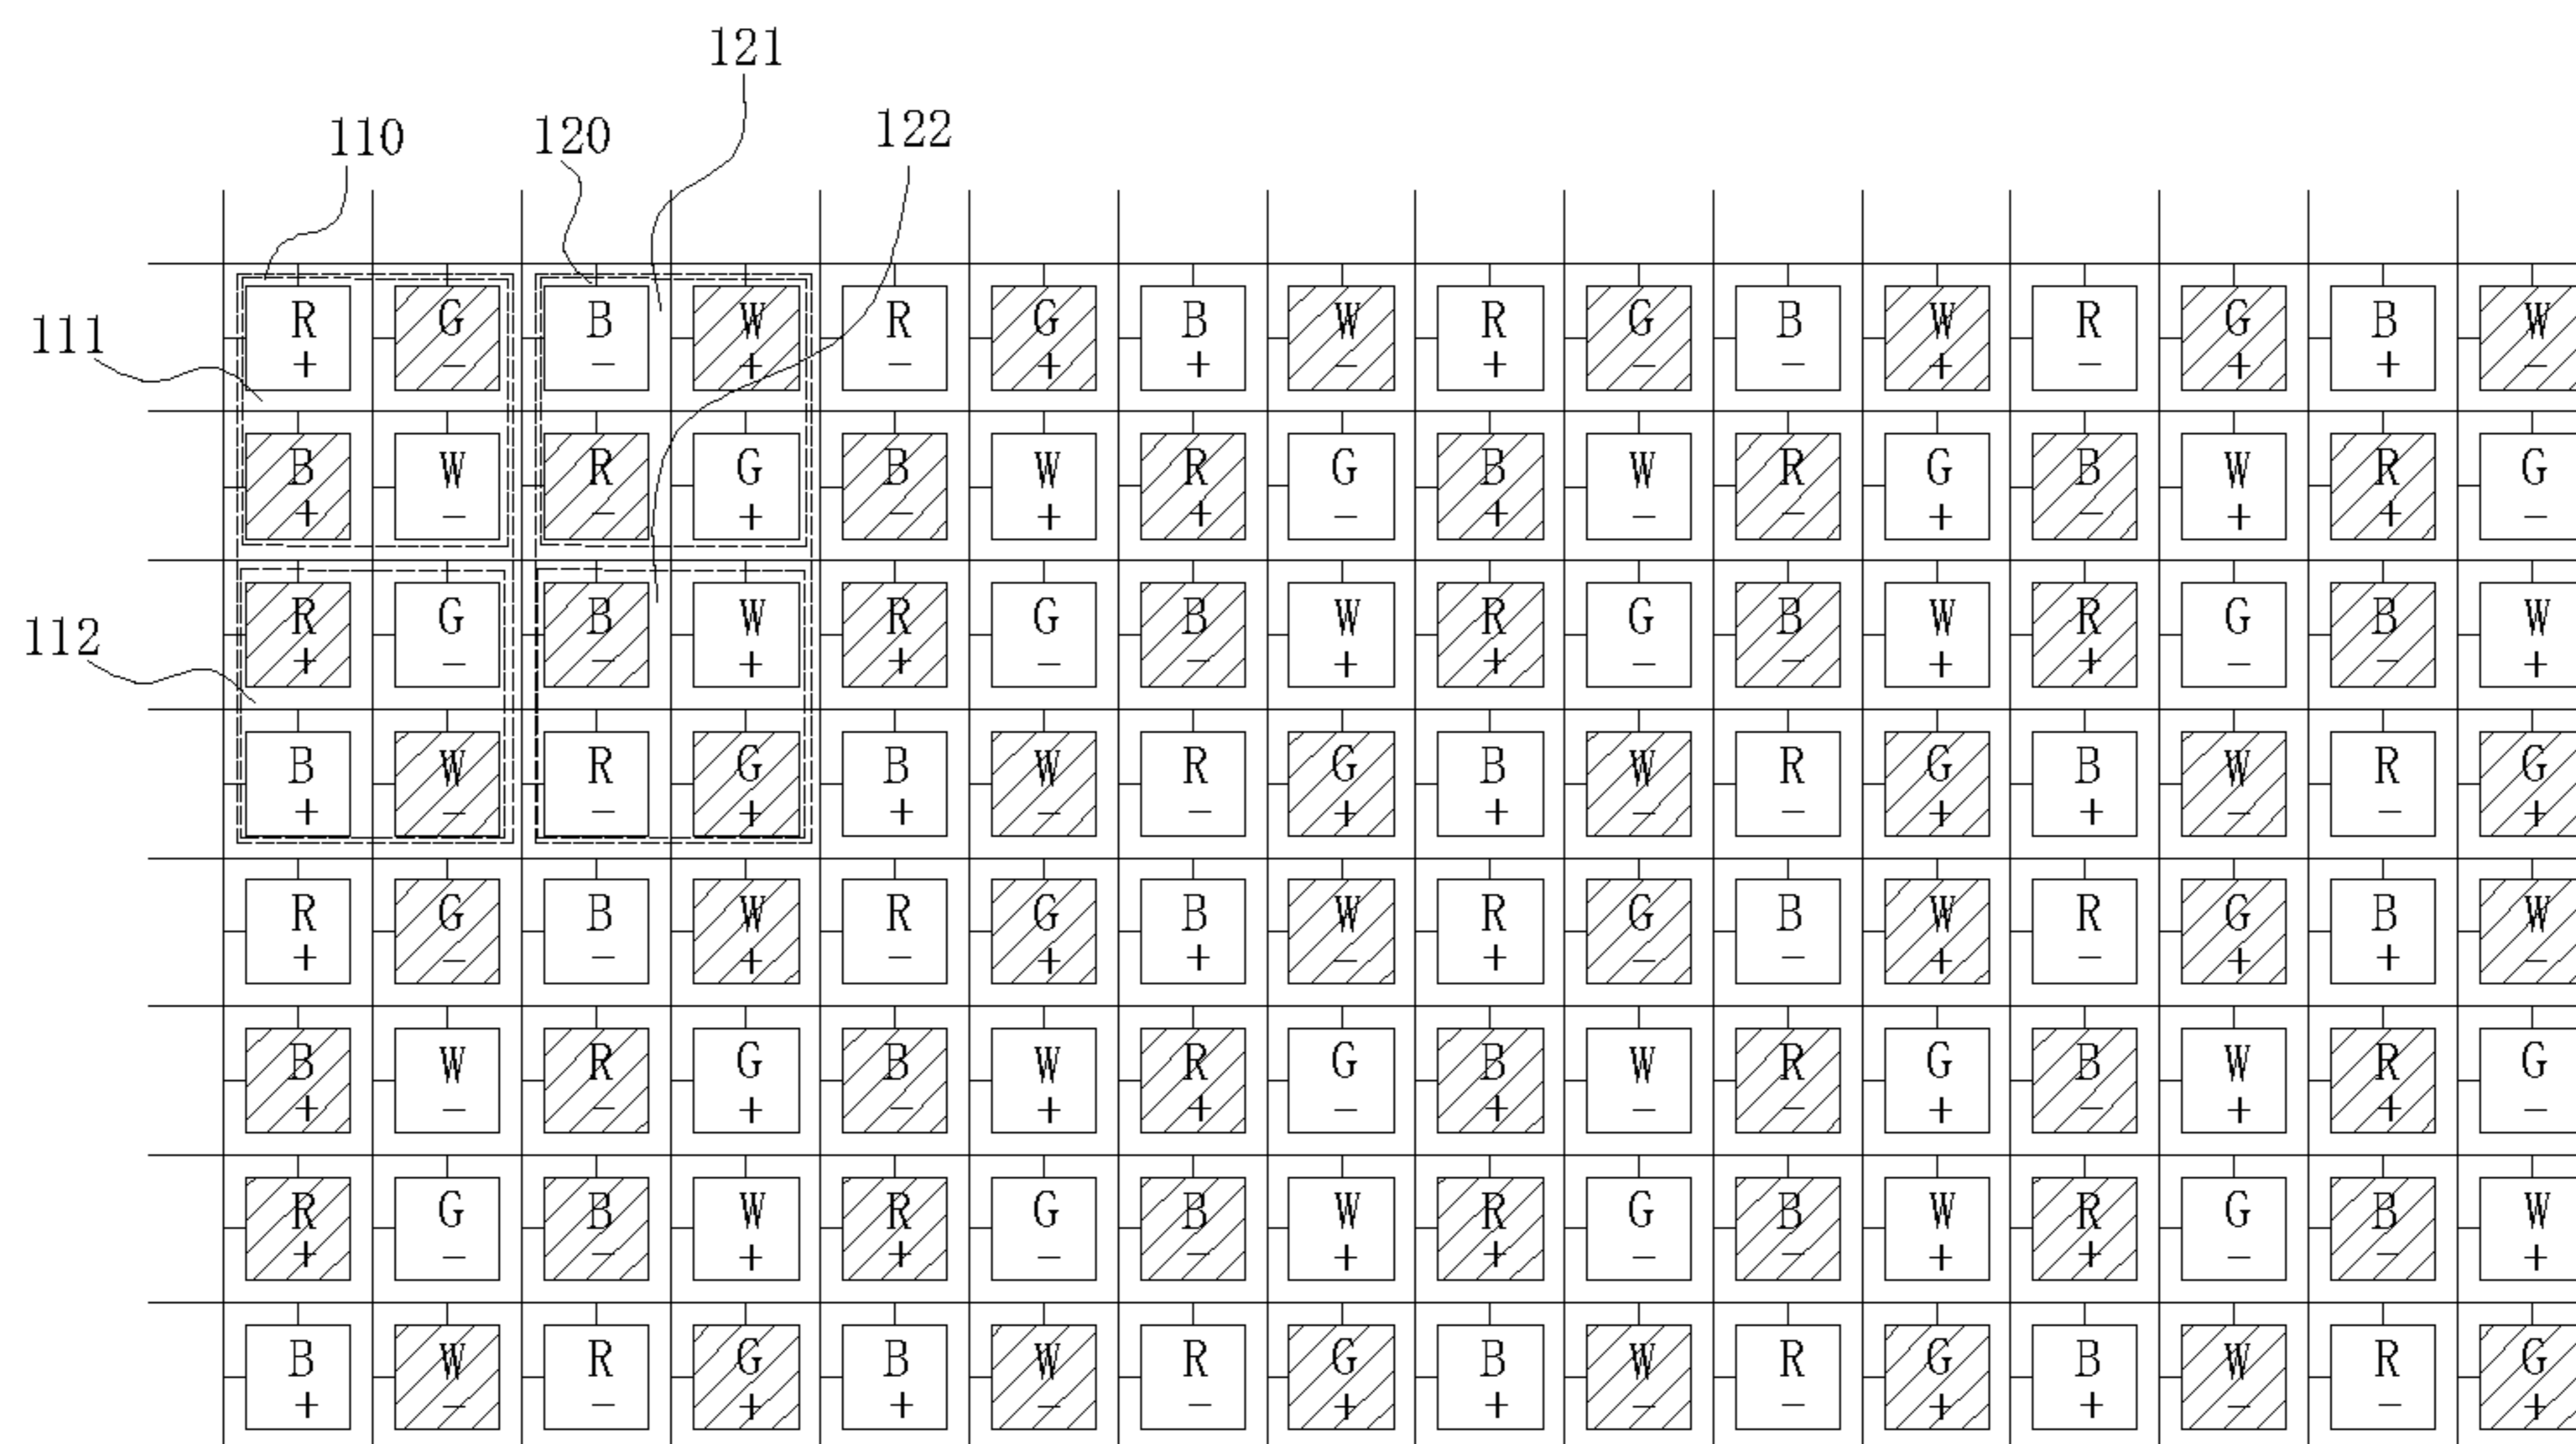 121
110 120 122
R G B W R G B W R G B W R G B W
111
+ - - + - + + - + - - + - + + -
B W R G B W R G B W R G B W R G
+ - - + - + + - + - - + - + + -
R G B W R G B W R G B W R G B W
112
+ - - + + - - + + - - + + - - +
B W R G B W R G B W R G B W R G
+ - - + + - - + + - - + + - - +
R G B W R G B W R G B W R G B W
+ - - + - + + - + - - + - + + -
B W R G B W R G B W R G B W R G
+ - - + - + + - + - - + - + + -
R G B W R G B W R G B W R G B W
+ - - + + - - + + - - + + - - +
B W R G B W R G B W R G B W R G
+ - - + + - - + + - - + + - - +